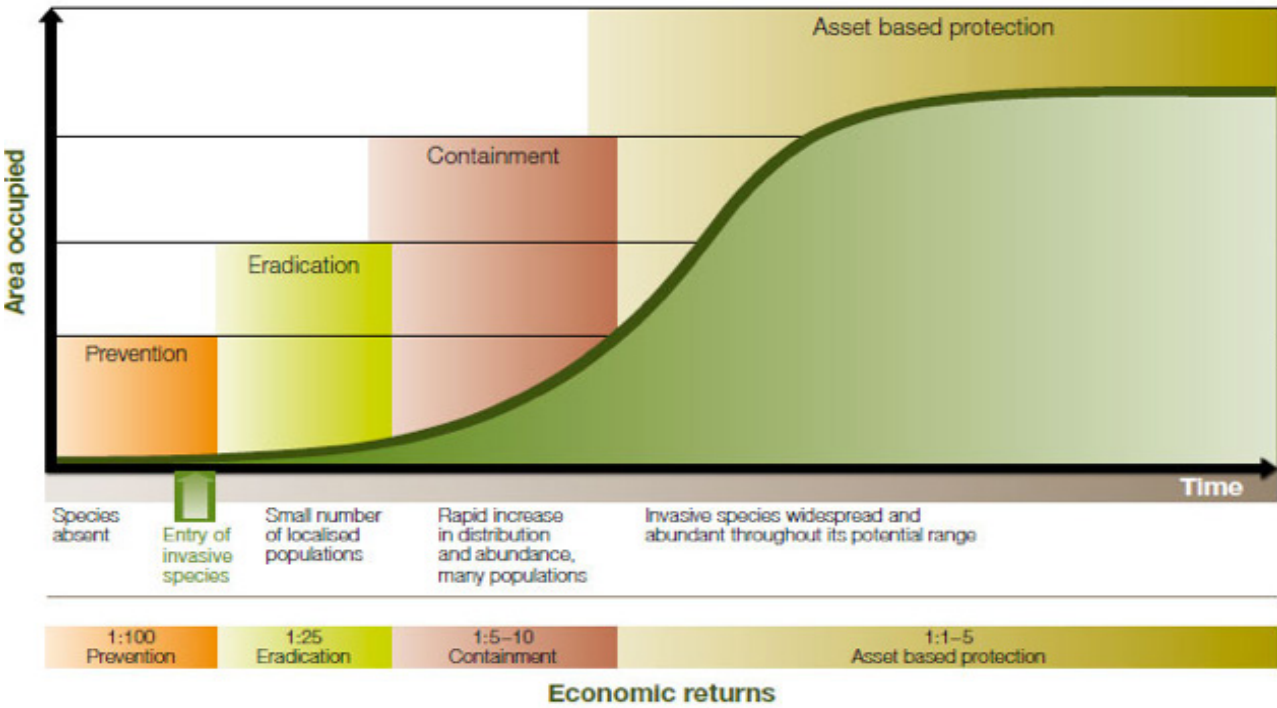 Asset based protection
Containment
Eradication
Prevention
Area occupied
Time
Species
absent
Entry of
invasive
species
Small number
of localised
populations
Rapid increase
in distribution
and abundance,
many populations
Invasive species widespread and
abundant throughout its potential range
1:100
Prevention
1:25
Eradication
1:5–10
Containment
1:1–5
Asset based protection
Economic returns